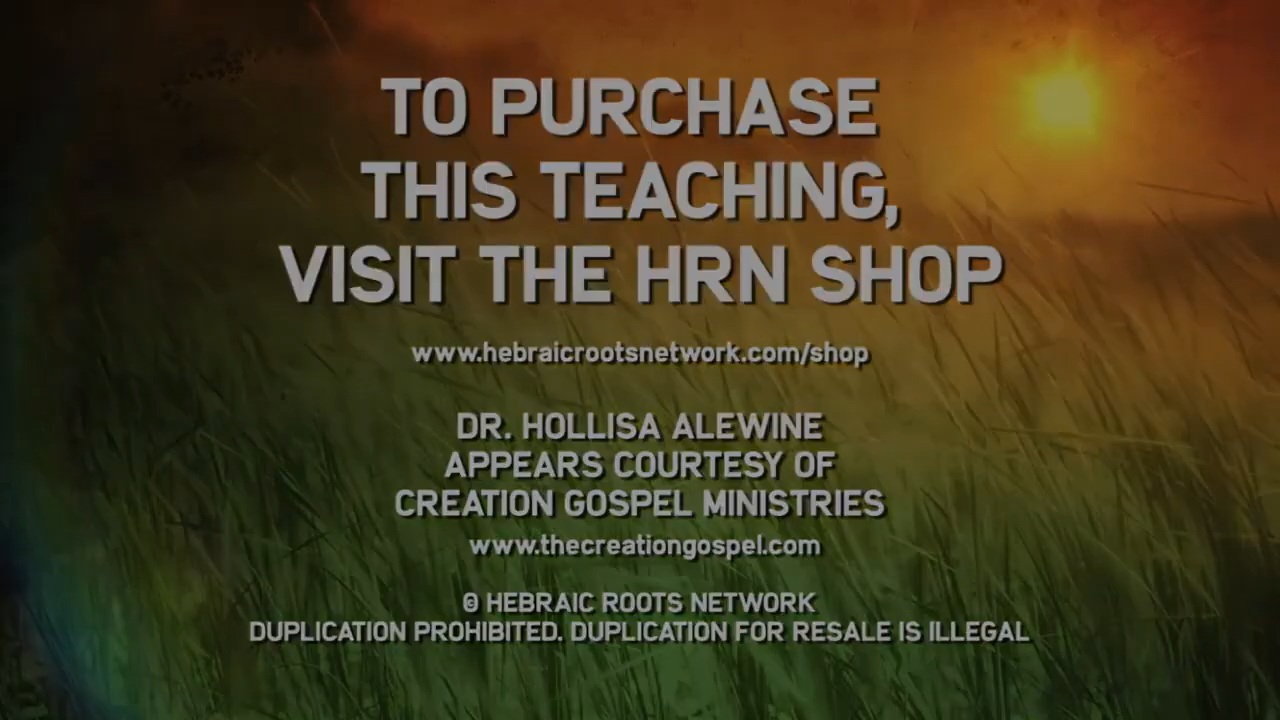 TO PURCHASE
THIS TEACHING,
VISIT THE HRN SHOP
www.hebraicrootsnetwork.com/shop
DR. HOLLISA ALEWINE
APPEARS COURTESY OF
CREATION GOSPEL MINISTRIES
www.thecreationgospel.com
© HEBRAIC ROOTS NETWORK
DUPLICATION PROHIBITED. DUPLICATION FOR RESALE IS ILLEGAL